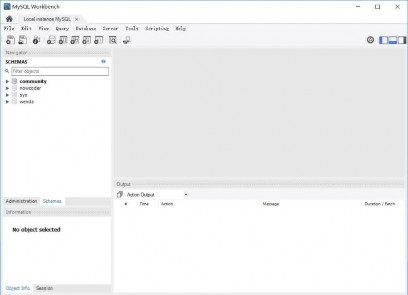 MySQL Workbench
Local instance MySQL ×
File Edit View Query Database Server Tools Scripting Help
Navigator
SCHEMAS
Filter objects
community
nowcoder
sys
wenda
Administration Schemas
Information
No object selected
Object Info Session
Output
Action Output
# Time Action Message Duration / Fetch